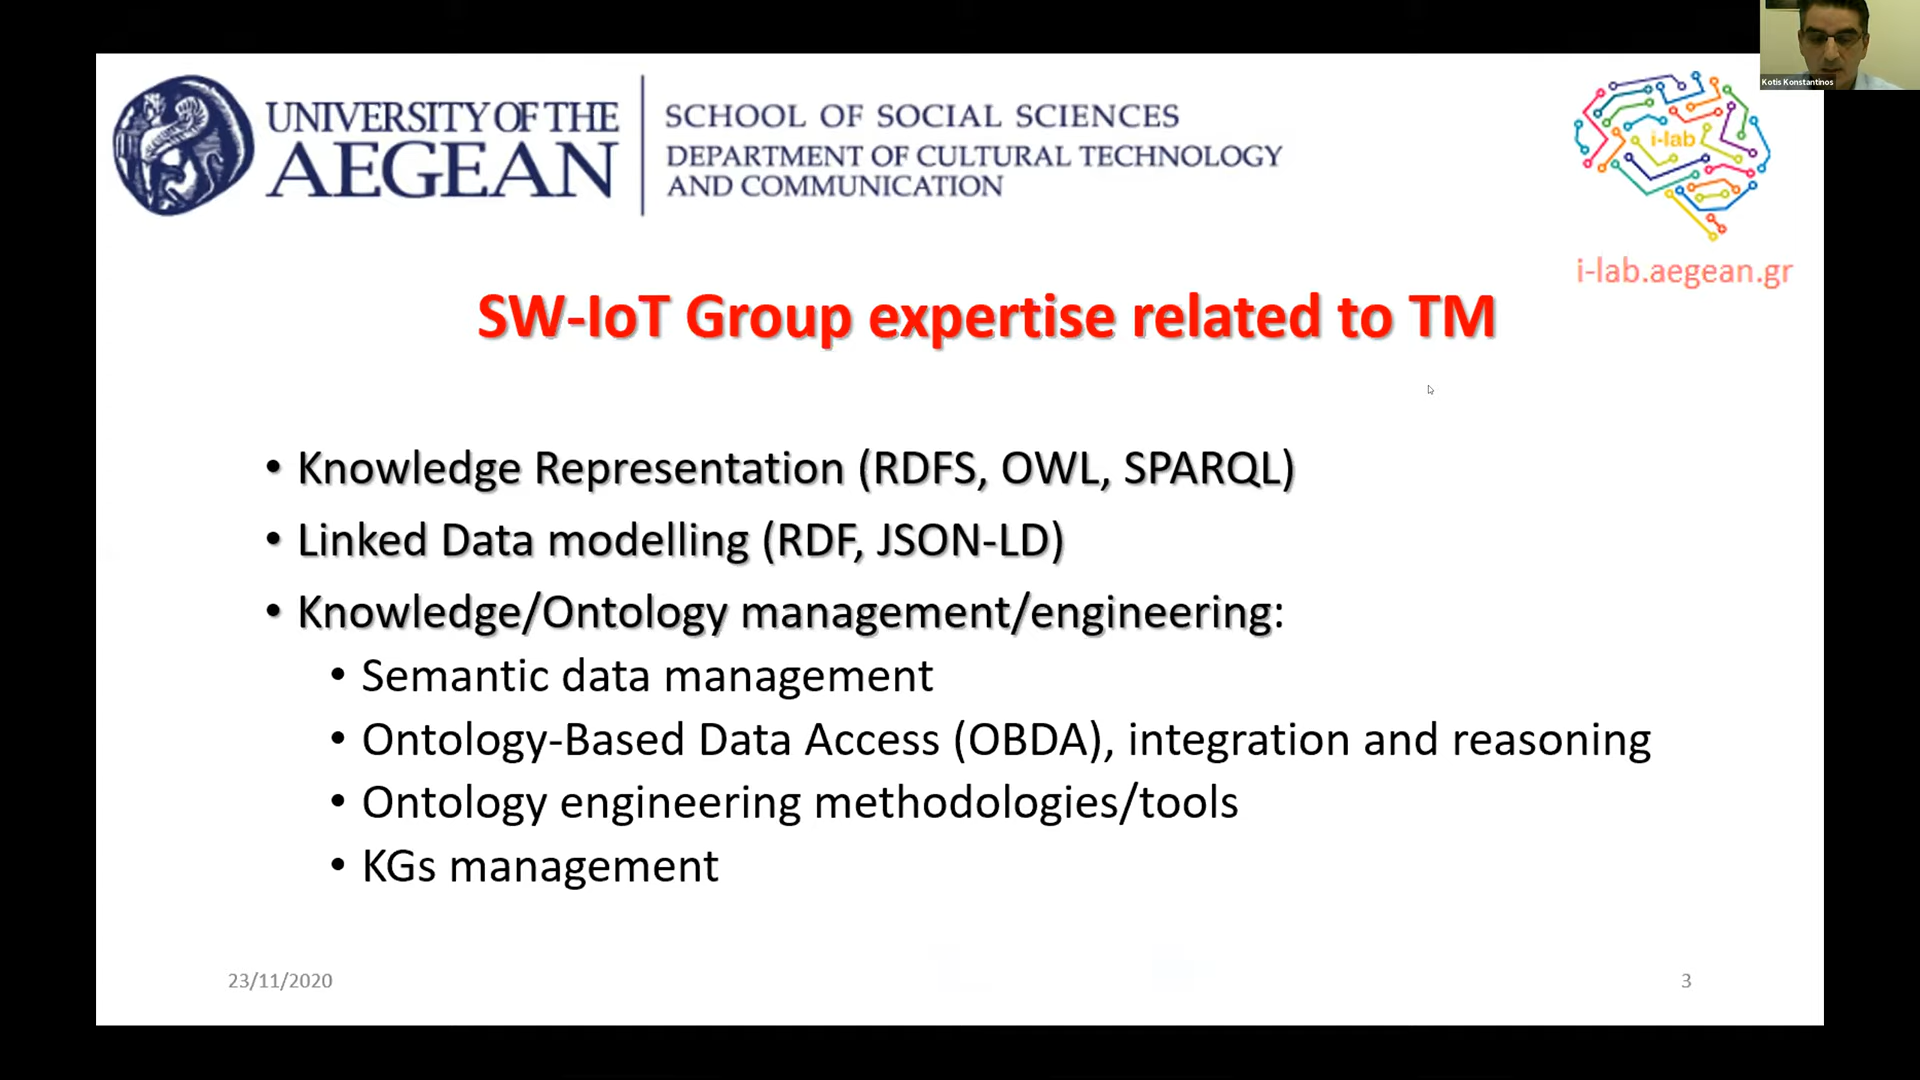 Kotis Konstantinos
UNIVERSITY OF THE
AEGEAN
SCHOOL OF SOCIAL SCIENCES
DEPARTMENT OF CULTURAL TECHNOLOGY
AND COMMUNICATION
i-lab
i-lab.aegean.gr
SW-IoT Group expertise related to TM
• Knowledge Representation (RDFS, OWL, SPARQL)
• Linked Data modelling (RDF, JSON-LD)
• Knowledge/Ontology management/engineering:
• Semantic data management
• Ontology-Based Data Access (OBDA), integration and reasoning
• Ontology engineering methodologies/tools
• KGs management
23/11/2020
3